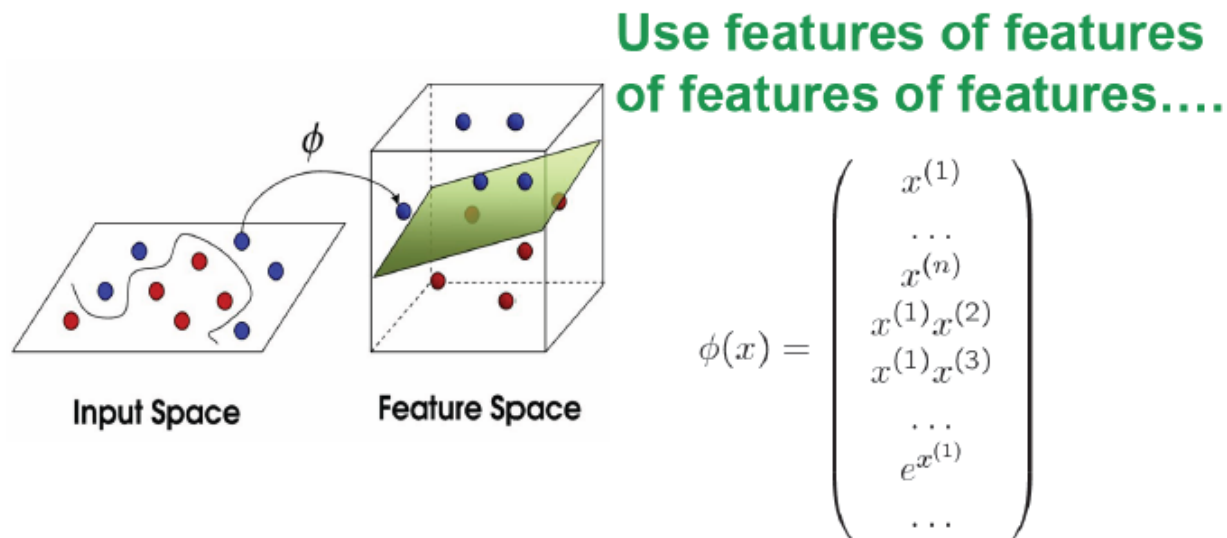 Use features of features
of features of features....
ϕ
Input Space
Feature Space
ϕ(x) =
x^(1)
...
x^(n)
x^(1)x^(2)
x^(1)x^(3)
...
e^x^(1)
...